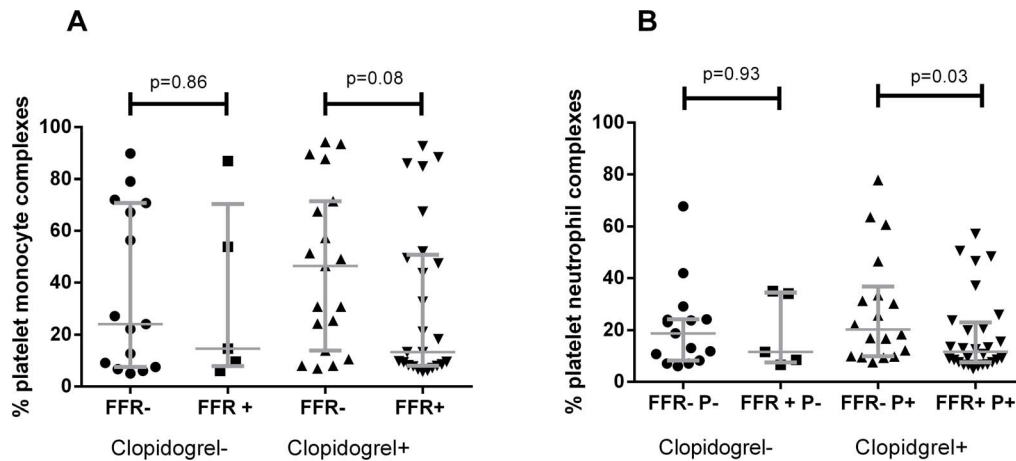 A
p=0.86
p=0.08
% platelet monocyte complexes
100
80
60
40
20
0
FFR-
FFR +
FFR-
FFR+
Clopidogrel-
Clopidogrel+
B
p=0.93
p=0.03
% platelet neutrophil complexes
100
80
60
40
20
0
FFR- P-
FFR + P-
FFR- P+
FFR+ P+
Clopidogrel-
Clopidgrel+